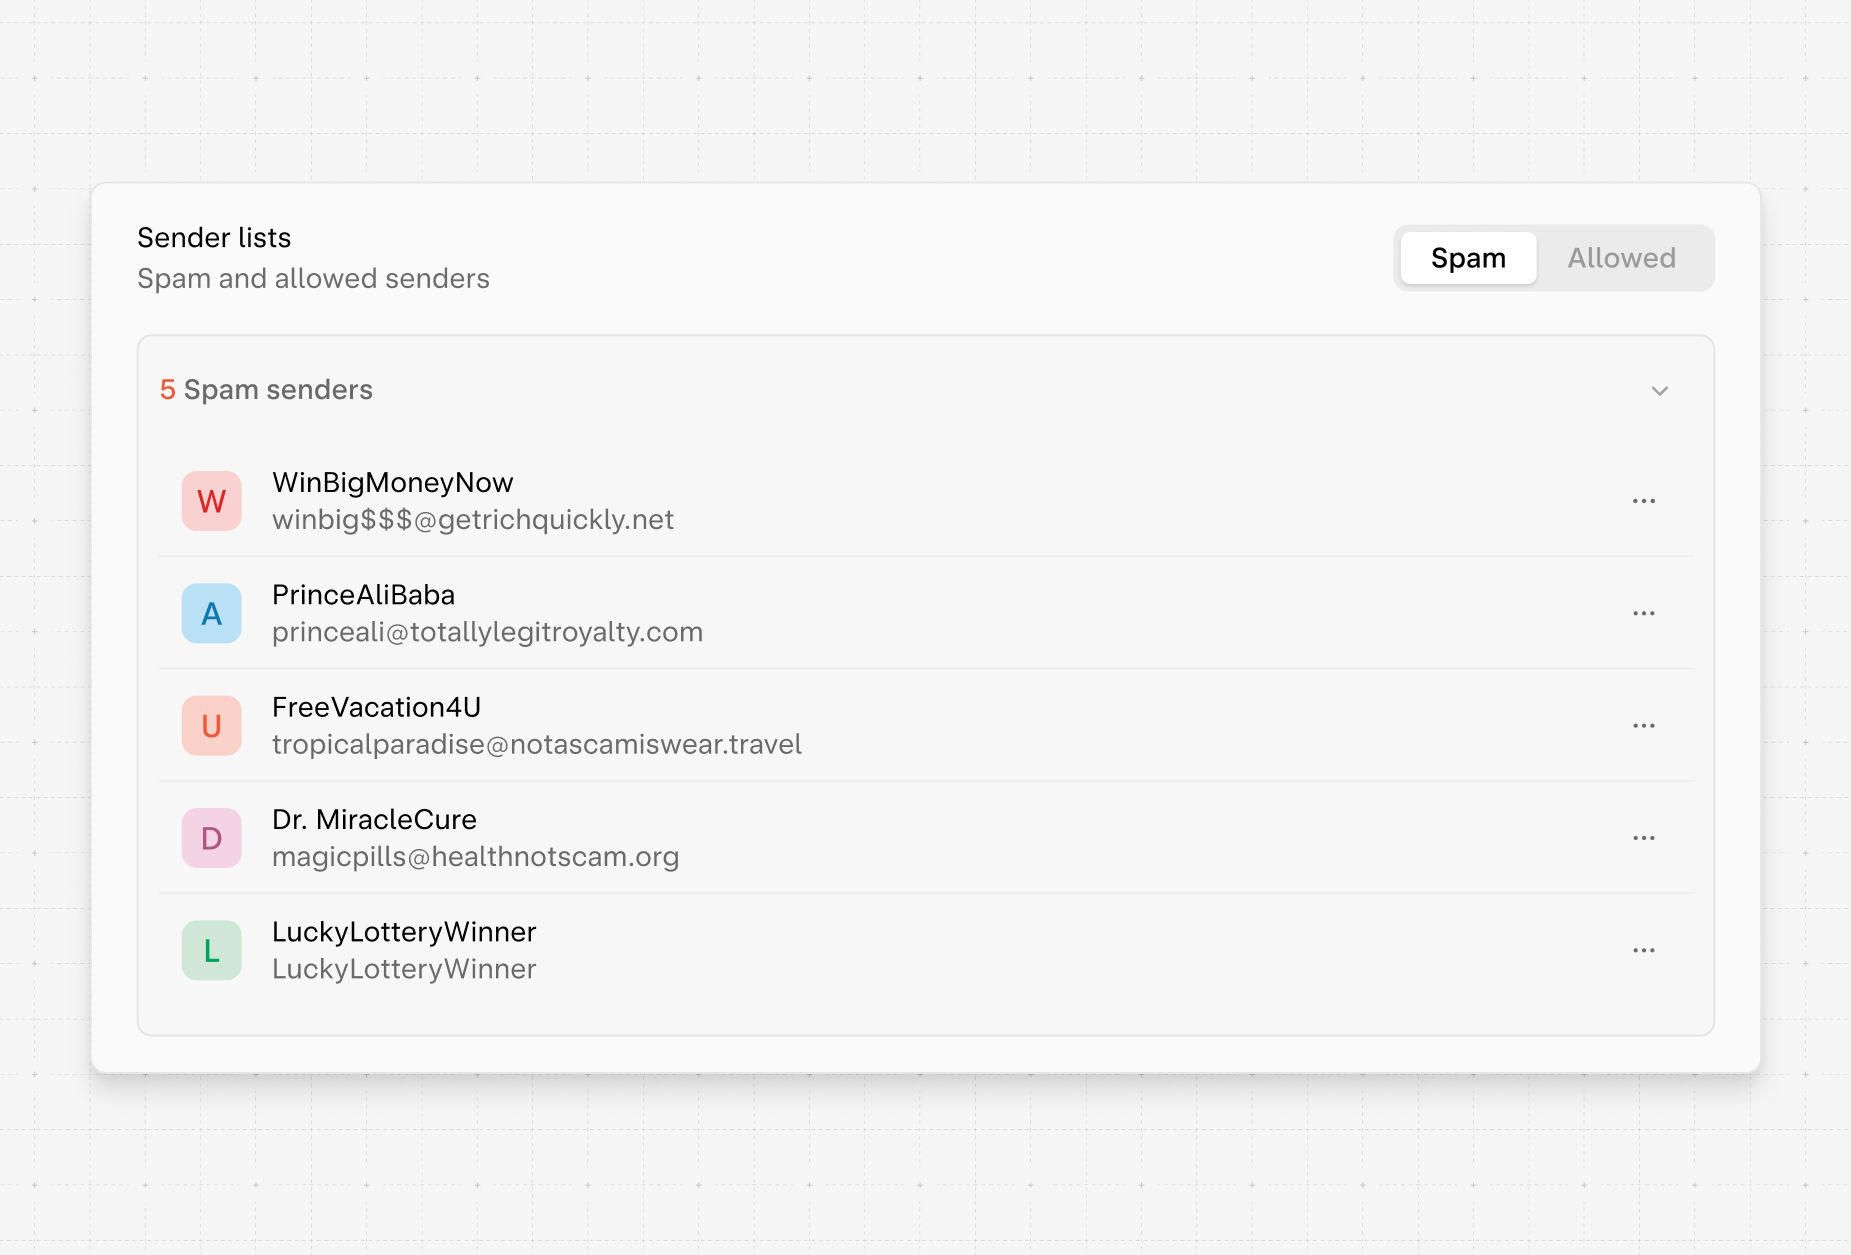 Sender lists
Spam and allowed senders
Spam
Allowed
5 Spam senders
W
WinBigMoneyNow
winbig$$$@getrichquickly.net
A
PrinceAliBaba
princeali@totallylegitroyalty.com
U
FreeVacation4U
tropicalparadise@notascamiswear.travel
D
Dr. MiracleCure
magicpills@healthnotscam.org
L
LuckyLotteryWinner
LuckyLotteryWinner